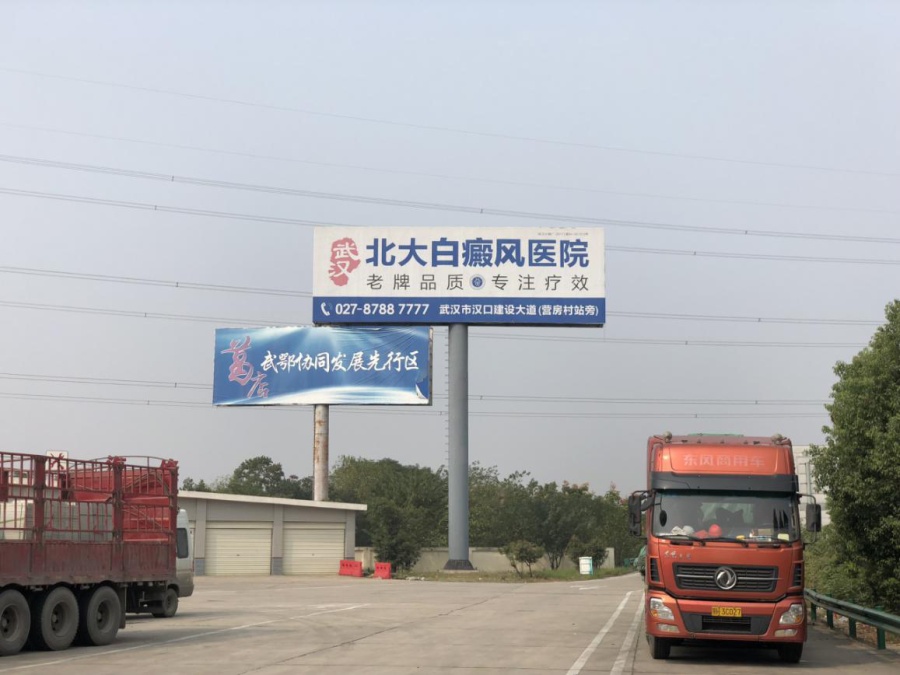 武汉 北大白癜风医院
老牌品质 专注疗效
027-8788 7777 武汉市汉口建设大道(营房村站旁)
葛店 武鄂协同发展先行区
东风商用车